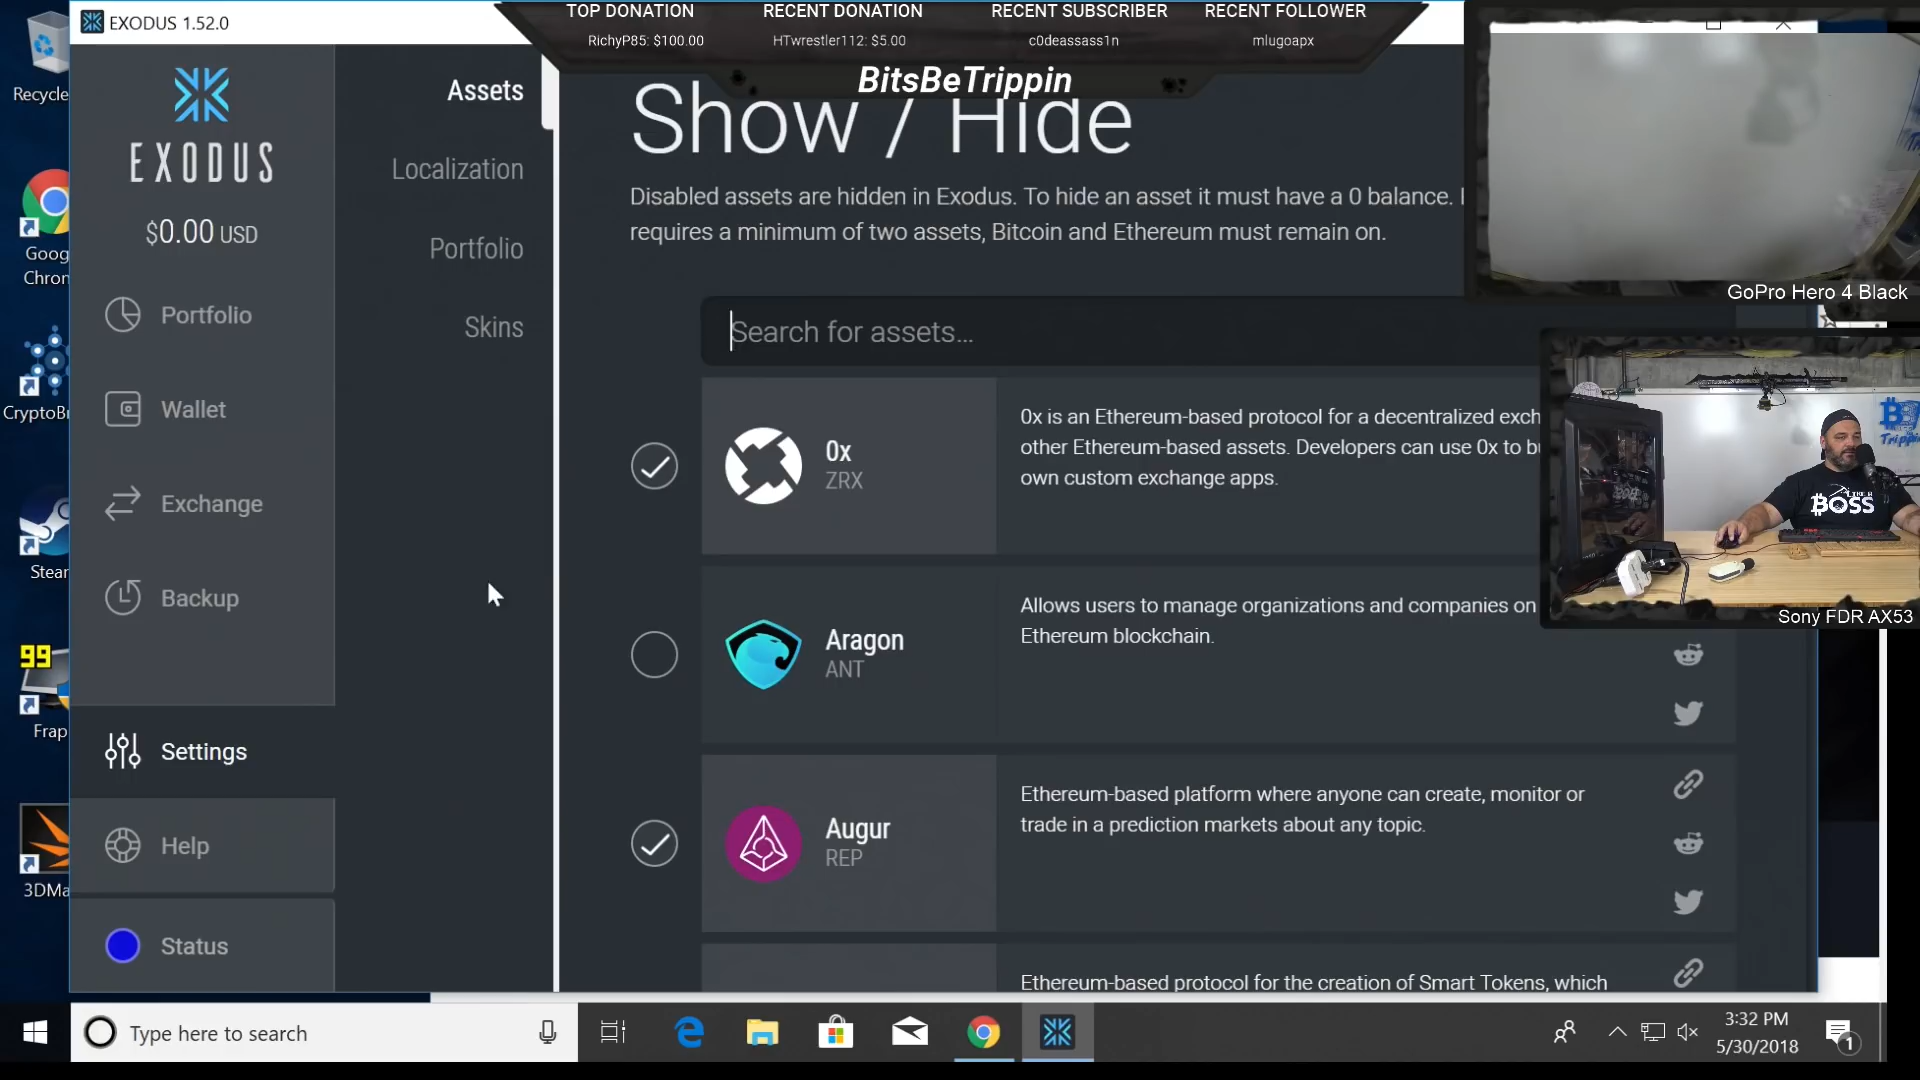 EXODUS 1.52.0
TOP DONATION
RichyP85: $100.00
RECENT DONATION
HTwrestler112: $5.00
RECENT SUBSCRIBER
c0deassass1n
RECENT FOLLOWER
mlugoapx
BitsBeTrippin
Recycle
Goog
Chron
CryptoBr
Stear
99
Frap
3DMa
EXODUS
$0.00 USD
Portfolio
Wallet
Exchange
Backup
Settings
Help
Status
Assets
Localization
Portfolio
Skins
Show / Hide
Disabled assets are hidden in Exodus. To hide an asset it must have a 0 balance.
requires a minimum of two assets, Bitcoin and Ethereum must remain on.
Search for assets...
0x
ZRX
0x is an Ethereum-based protocol for a decentralized exch
other Ethereum-based assets. Developers can use 0x to b
own custom exchange apps.
Aragon
ANT
Allows users to manage organizations and companies on
Ethereum blockchain.
Augur
REP
Ethereum-based platform where anyone can create, monitor or
trade in a prediction markets about any topic.
Ethereum-based protocol for the creation of Smart Tokens, which
GoPro Hero 4 Black
BOSS
Trippin
Sony FDR AX53
Type here to search
3:32 PM
5/30/2018
1